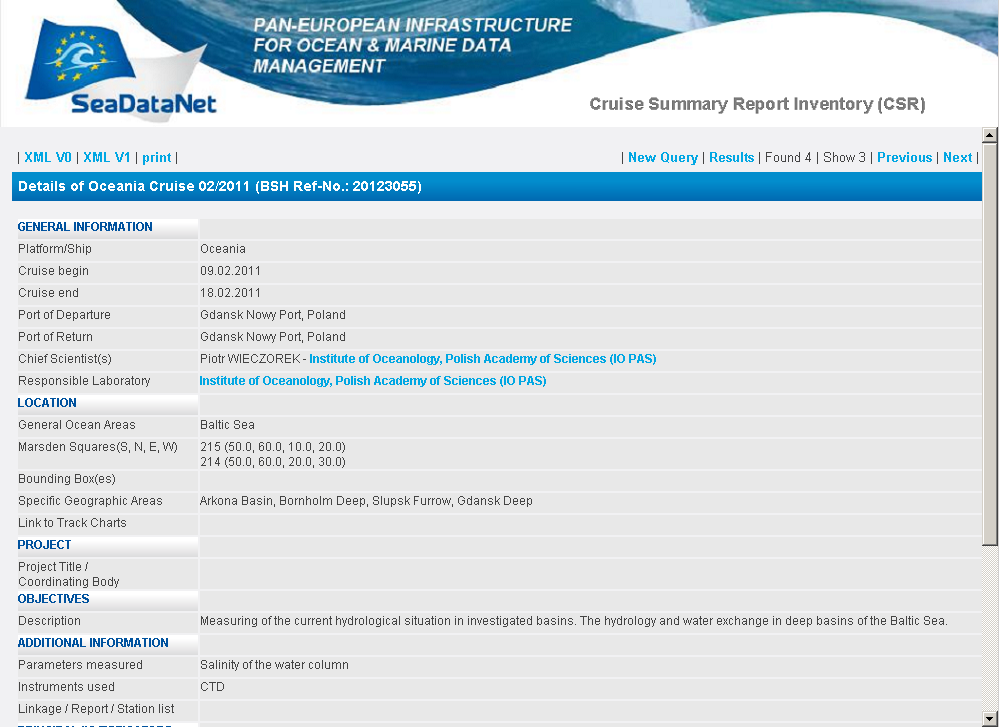 PAN-EUROPEAN INFRASTRUCTURE
FOR OCEAN & MARINE DATA
MANAGEMENT
SeaDataNet
Cruise Summary Report Inventory (CSR)
| XML V0 | XML V1 | print |
| New Query | Results | Found 4 | Show 3 | Previous | Next |
Details of Oceania Cruise 02/2011 (BSH Ref-No.: 20123055)
GENERAL INFORMATION
Platform/Ship Oceania
Cruise begin 09.02.2011
Cruise end 18.02.2011
Port of Departure Gdansk Nowy Port, Poland
Port of Return Gdansk Nowy Port, Poland
Chief Scientist(s) Piotr WIECZOREK - Institute of Oceanology, Polish Academy of Sciences (IO PAS)
Responsible Laboratory Institute of Oceanology, Polish Academy of Sciences (IO PAS)
LOCATION
General Ocean Areas Baltic Sea
Marsden Squares(S, N, E, W) 215 (50.0, 60.0, 10.0, 20.0)
214 (50.0, 60.0, 20.0, 30.0)
Bounding Box(es)
Specific Geographic Areas Arkona Basin, Bornholm Deep, Slupsk Furrow, Gdansk Deep
Link to Track Charts
PROJECT
Project Title /
Coordinating Body
OBJECTIVES
Description Measuring of the current hydrological situation in investigated basins. The hydrology and water exchange in deep basins of the Baltic Sea.
ADDITIONAL INFORMATION
Parameters measured Salinity of the water column
Instruments used CTD
Linkage / Report / Station list